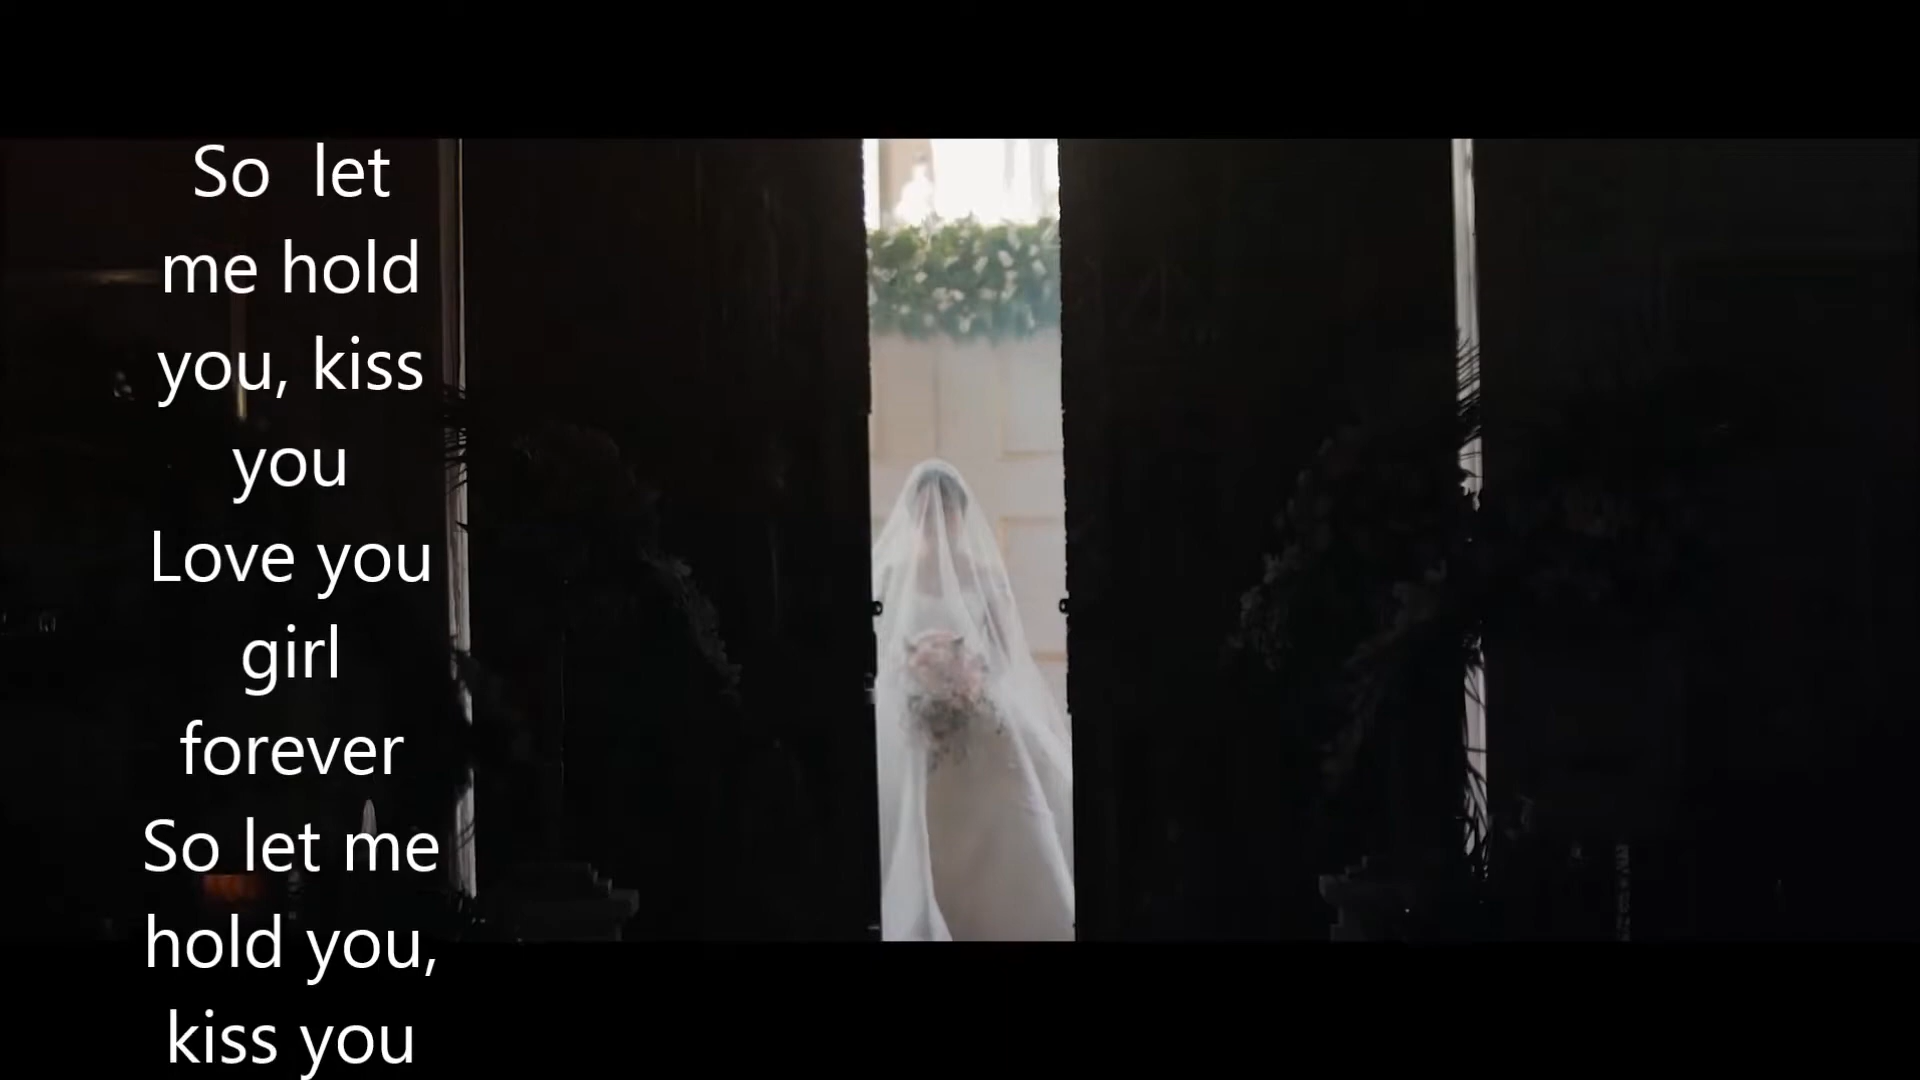 So  let
me hold
you, kiss
you
Love you
girl
forever
So let me
hold you,
kiss you